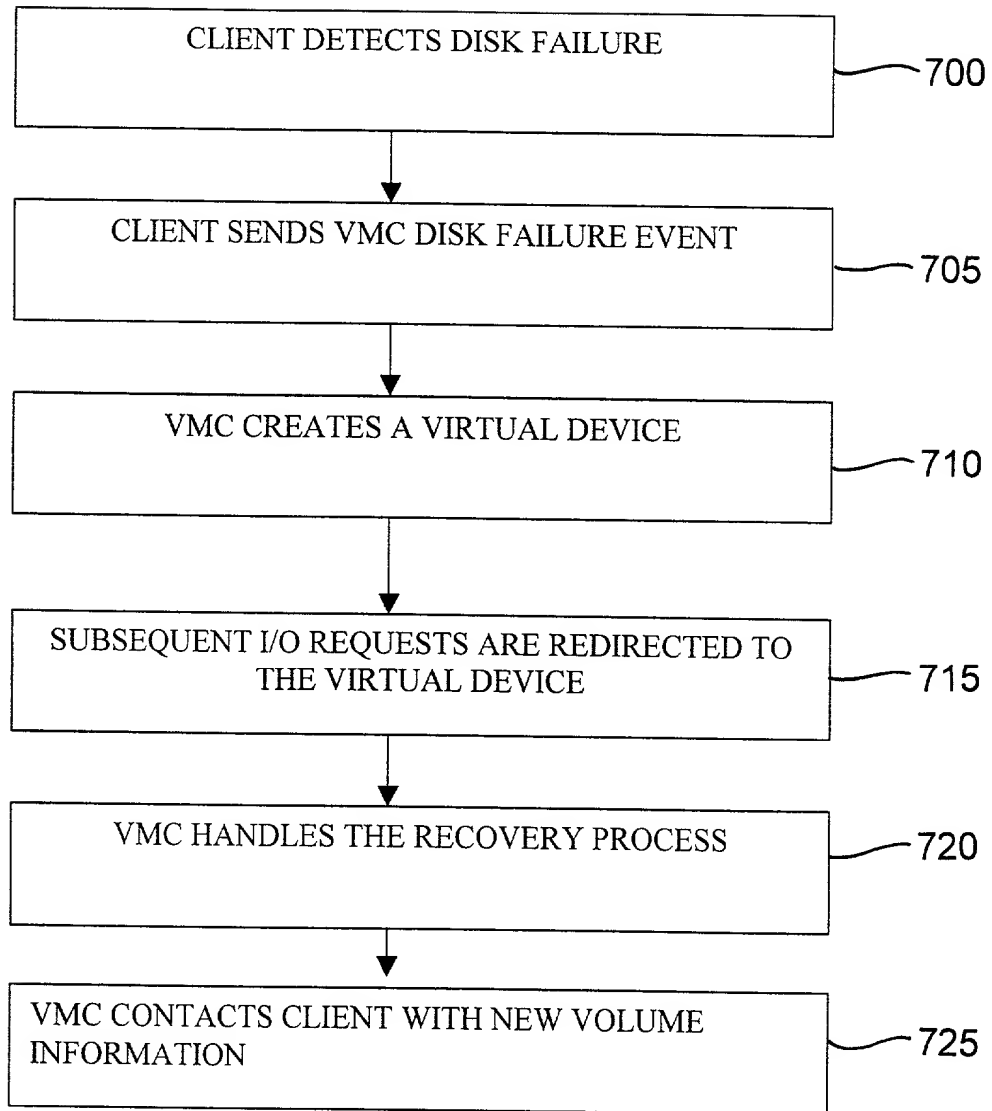 CLIENT DETECTS DISK FAILURE
700
CLIENT SENDS VMC DISK FAILURE EVENT
705
VMC CREATES A VIRTUAL DEVICE
710
SUBSEQUENT I/O REQUESTS ARE REDIRECTED TO
THE VIRTUAL DEVICE
715
VMC HANDLES THE RECOVERY PROCESS
720
VMC CONTACTS CLIENT WITH NEW VOLUME
INFORMATION
725